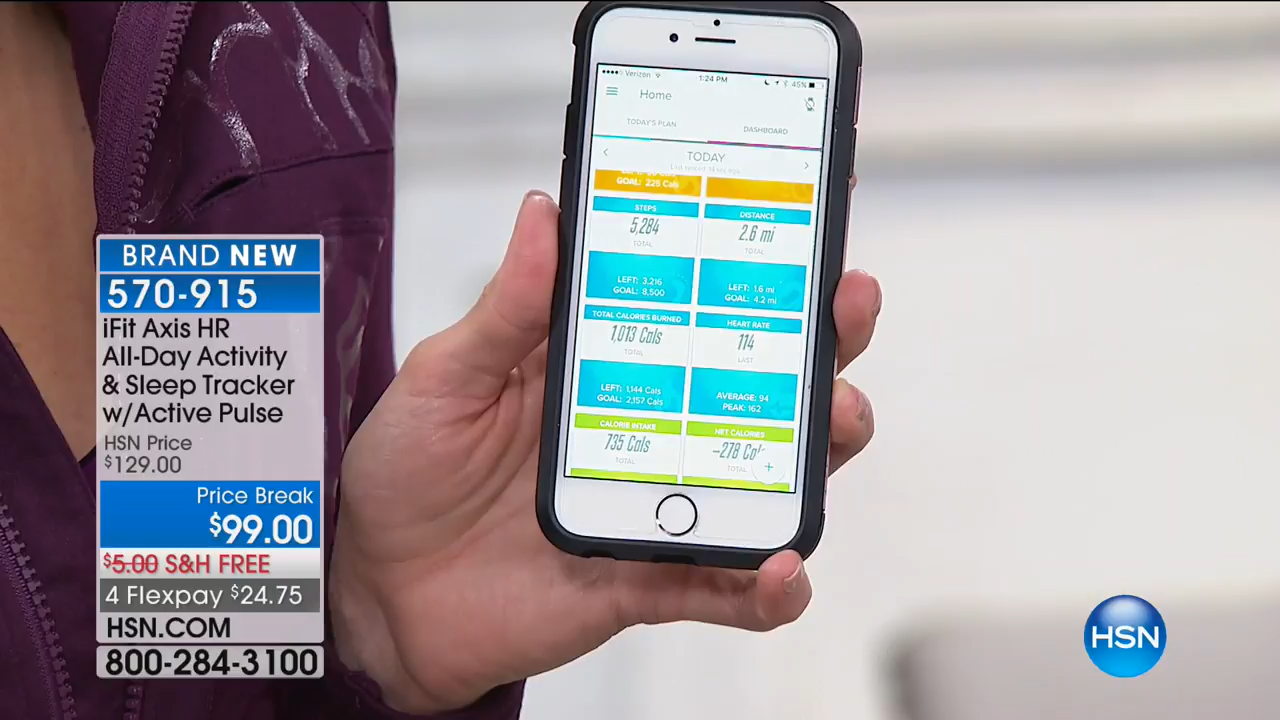 BRAND NEW
570-915
iFit Axis HR
All-Day Activity
& Sleep Tracker
w/Active Pulse
HSN Price
$129.00
Price Break
$99.00
$5.00 S&H FREE
4 Flexpay $24.75
HSN.COM
800-284-3100
Verizon 1:24 PM 45%
Home
TODAY'S PLAN DASHBOARD
TODAY
GOAL: 228 Cals
STEPS
5,284
TOTAL
LEFT: 3,216
GOAL: 8,500
DISTANCE
2.6 mi
TOTAL
LEFT: 1.6 mi
GOAL: 4.2 mi
TOTAL CALORIES BURNED
1,013 Cals
TOTAL
LEFT: 1,144 Cals
GOAL: 2,157 Cals
HEART RATE
114
LAST
AVERAGE: 94
PEAK: 162
CALORIE INTAKE
735 Cals
TOTAL
NET CALORIES
-278 Cal
TOTAL
HSN